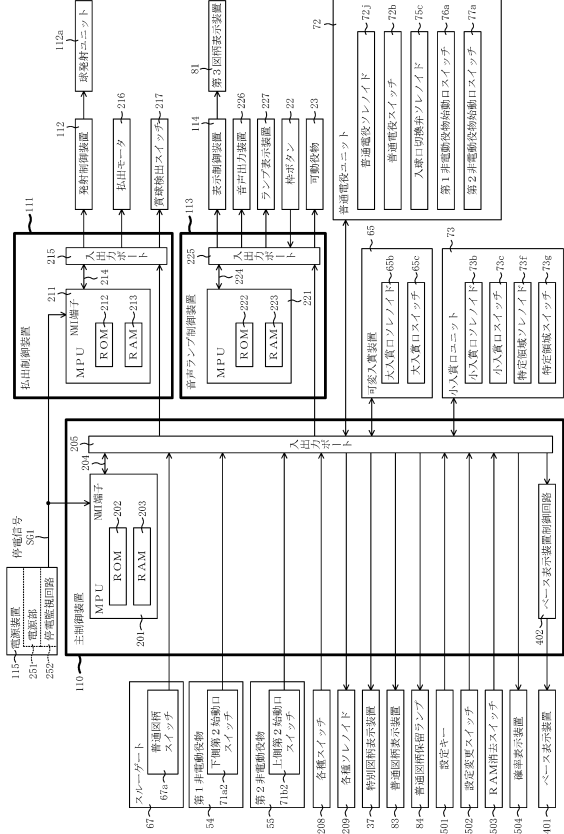 115
電源装置
251
電源部
252
停電監視回路
停電信号
SG1
払出制御装置
111
211
NMI端子
MPU
ROM
212
RAM
213
214
215
入出力ポート
発射制御装置
112
球発射ユニット
112a
払出モータ
216
賞球検出スイッチ
217
音声ランプ制御装置
113
221
MPU
ROM
222
RAM
223
224
225
入出力ポート
表示制御装置
114
第3図柄表示装置
81
音声出力装置
226
ランプ表示装置
227
枠ボタン
22
可動役物
23
110
主制御装置
201
NMI端子
MPU
ROM
202
RAM
203
204
205
入出力ポート
402
ベース表示装置制御回路
可変入賞装置
65
大入賞口ソレノイド
65b
大入賞口スイッチ
65c
小入賞口ユニット
73
小入賞口ソレノイド
73b
小入賞口スイッチ
73c
特定領域ソレノイド
73f
特定領域スイッチ
73g
普通電役ユニット
72
普通電役ソレノイド
72j
普通電役スイッチ
72b
入球口切換弁ソレノイド
75c
第1非電動役物始動口スイッチ
76a
第2非電動役物始動口スイッチ
77a
スルーゲート
67
普通図柄
スイッチ
67a
第1非電動役物
54
下側第2始動口
スイッチ
71a2
第2非電動役物
55
上側第2始動口
スイッチ
71b2
208
各種スイッチ
209
各種ソレノイド
37
特別図柄表示装置
83
普通図柄表示装置
84
普通図柄保留ランプ
501
設定キー
502
設定変更スイッチ
503
RAM消去スイッチ
504
確率表示装置
401
ベース表示装置